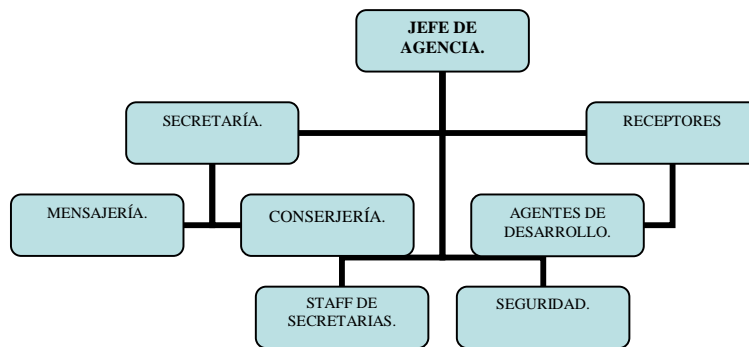 JEFE DE
AGENCIA.
SECRETARÍA.
RECEPTORES
MENSAJERÍA.
CONSERJERÍA.
AGENTES DE
DESARROLLO.
STAFF DE
SECRETARIAS.
SEGURIDAD.